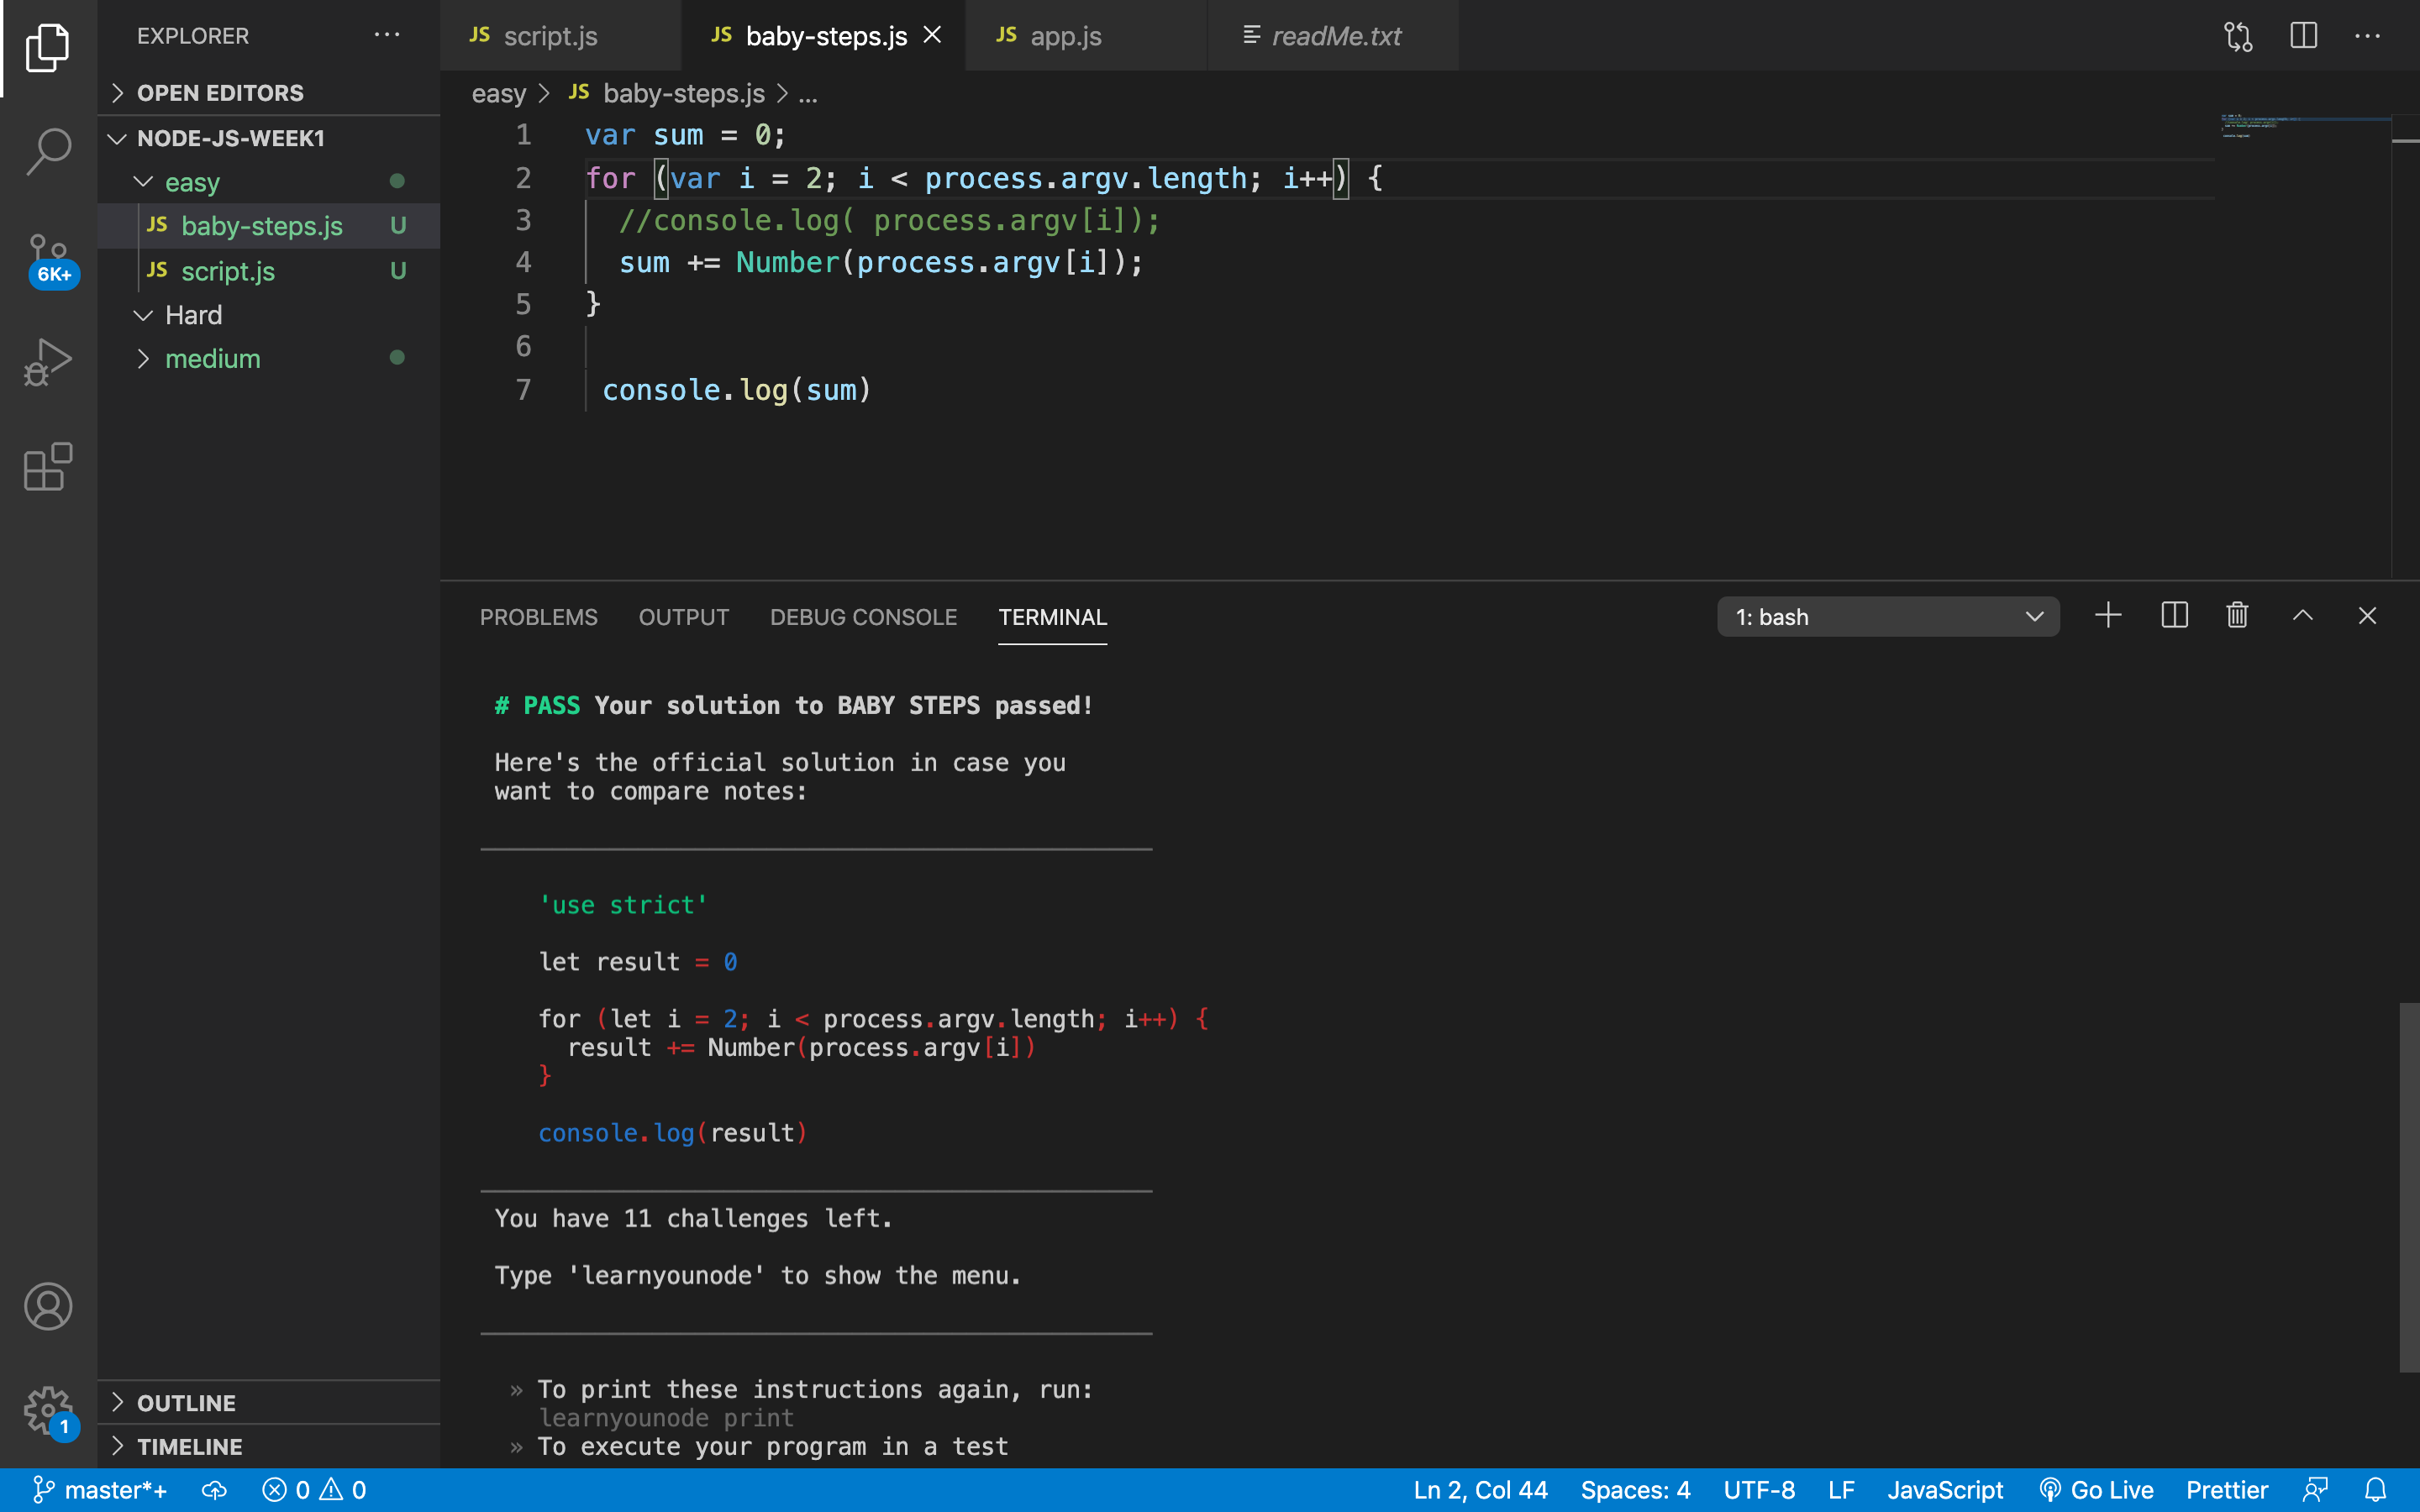 EXPLORER
OPEN EDITORS
NODE-JS-WEEK1
easy
JS baby-steps.js U
JS script.js U
Hard
medium
6K+
1
OUTLINE
TIMELINE
JS script.js
JS baby-steps.js
JS app.js
readMe.txt
easy > JS baby-steps.js > ...
1 var sum = 0;
2 for (var i = 2; i < process.argv.length; i++) {
3 //console.log( process.argv[i]);
4 sum += Number(process.argv[i]);
5 }
6
7 console.log(sum)
PROBLEMS OUTPUT DEBUG CONSOLE TERMINAL 1: bash
# PASS Your solution to BABY STEPS passed!
Here's the official solution in case you
want to compare notes:
'use strict'
let result = 0
for (let i = 2; i < process.argv.length; i++) {
result += Number(process.argv[i])
}
console.log(result)
You have 11 challenges left.
Type 'learnyounode' to show the menu.
» To print these instructions again, run:
learnyounode print
» To execute your program in a test
master*+ 0 0 Ln 2, Col 44 Spaces: 4 UTF-8 LF JavaScript Go Live Prettier